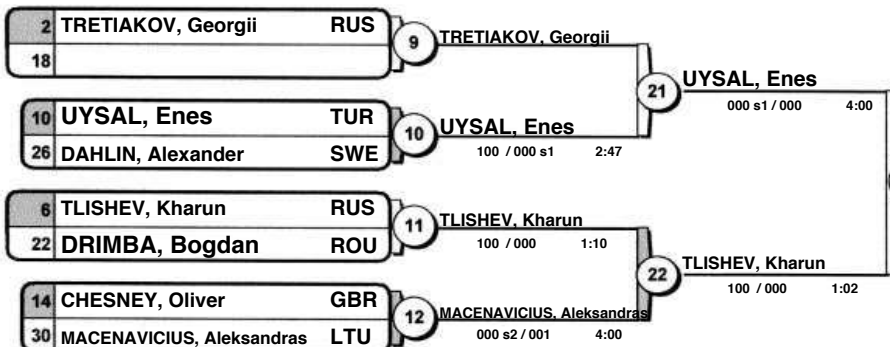 2 TRETIAKOV, Georgii RUS
18
9
TRETIAKOV, Georgii
10 UYSAL, Enes TUR
26 DAHLIN, Alexander SWE
10
UYSAL, Enes
100 / 000 s1 2:47
21
UYSAL, Enes
000 s1 / 000 4:00
6 TLISHEV, Kharun RUS
22 DRIMBA, Bogdan ROU
11
TLISHEV, Kharun
100 / 000 1:10
14 CHESNEY, Oliver GBR
30 MACENAVICIUS, Aleksandras LTU
12
MACENAVICIUS, Aleksandras
000 s2 / 001 4:00
22
TLISHEV, Kharun
100 / 000 1:02